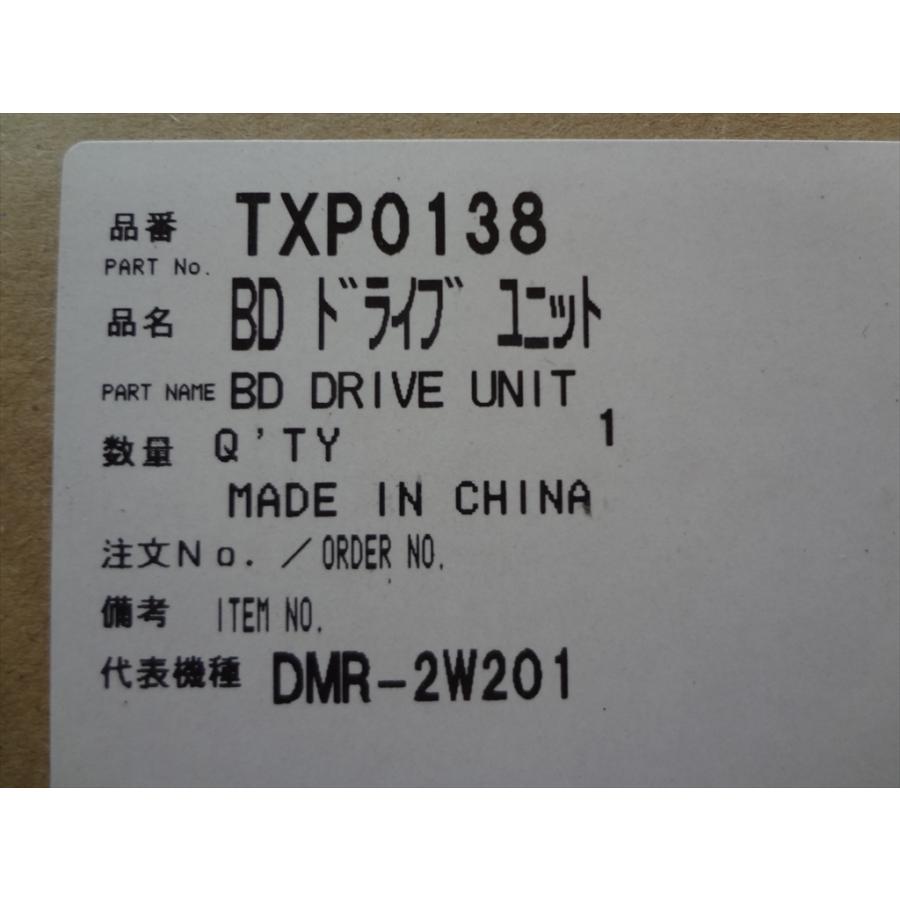 品番 TXP0138
PART No.
品名 BD ドライブ ユニット
PART NAME BD DRIVE UNIT
数量 Q'TY 1
MADE IN CHINA
注文No. ／ORDER NO.
備考 ITEM NO.
代表機種 DMR-2W201